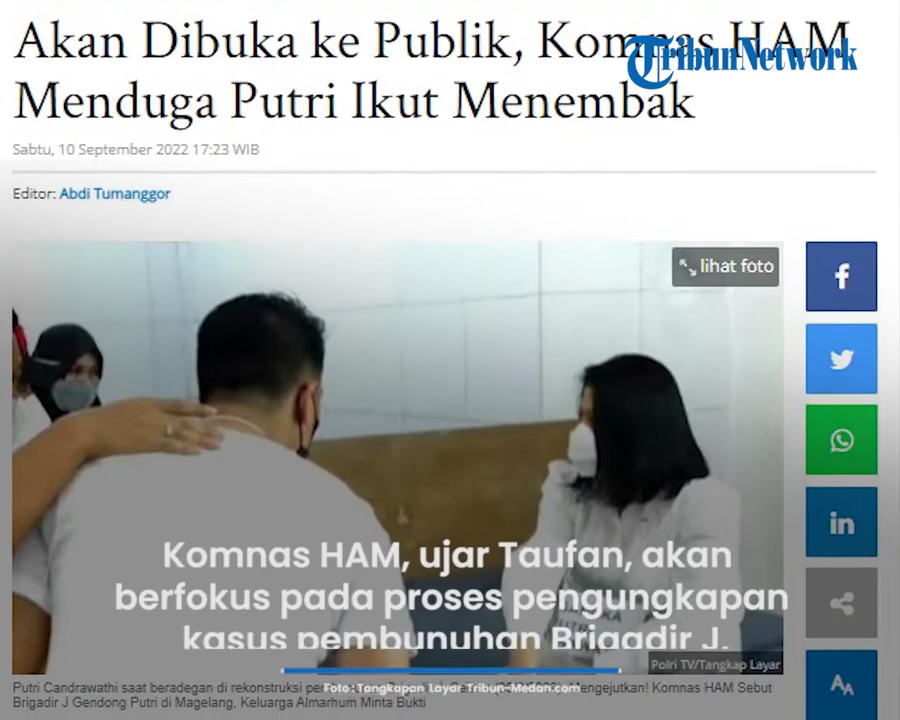 Akan Dibuka ke Publik, Komnas HAM
TribunNetwork
Menduga Putri Ikut Menembak
Sabtu, 10 September 2022 17:23 WIB
Editor: Abdi Tumanggor
lihat foto
Komnas HAM, ujar Taufan, akan
berfokus pada proses pengungkapan
kasus pembunuhan Brigadir J.
Polri TV/Tangkap Layar
Putri Candrawathi saat beradegan di rekonstruksi Mengejutkan! Komnas HAM Sebut
Foto : Tangkapan Layar Tribun-Medan.com
Brigadir J Gendong Putri di Magelang, Keluarga Almarhum Minta Bukti